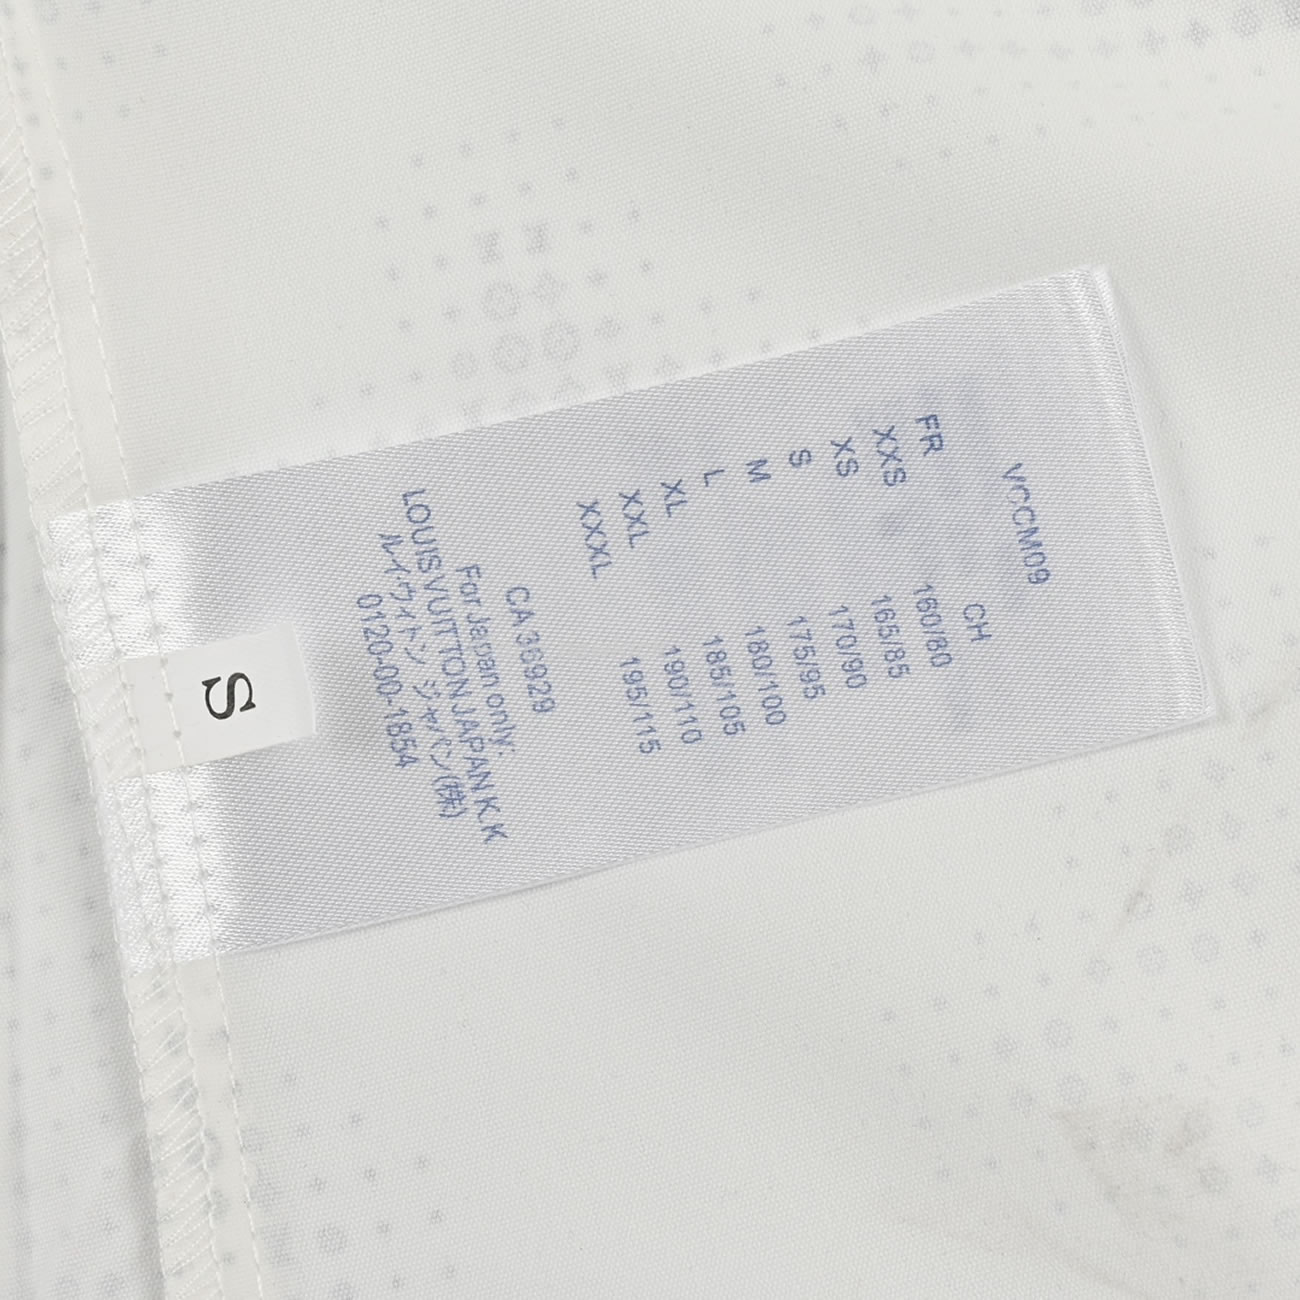 VCCM09
FR CH
XXS 160/80
XS 165/85
S 170/90
M 175/95
L 180/100
XL 185/105
XXL 190/110
XXXL 195/115
CA 36929
For Japan only:
LOUIS VUITTON JAPAN K.K
ルイヴィトン ジャパン(株)
0120-00-1854
S